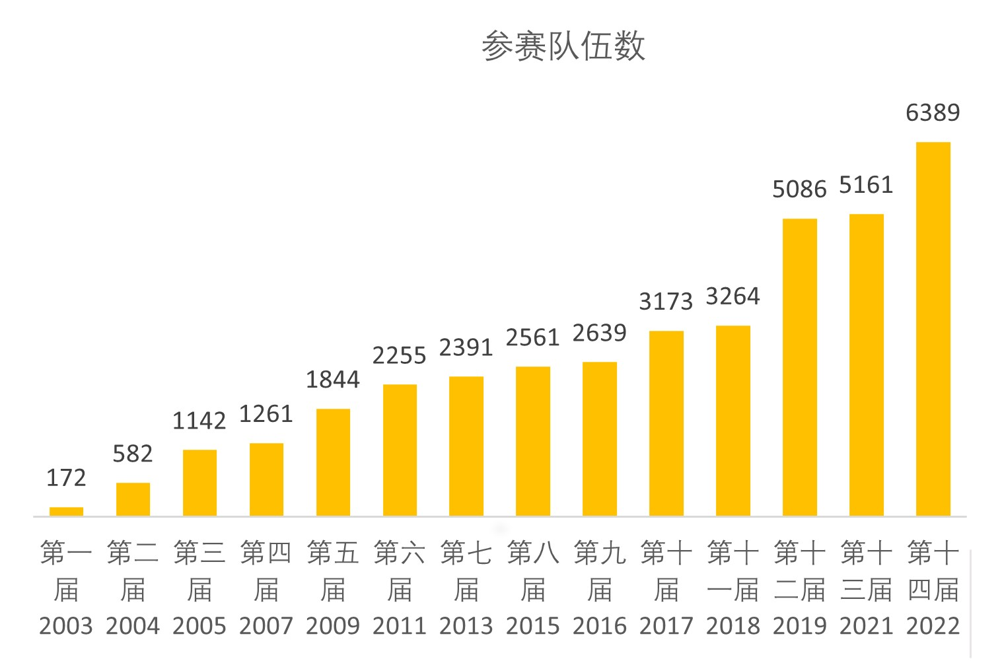 参赛队伍数
172
582
1142
1261
1844
2255
2391
2561
2639
3173
3264
5086
5161
6389
第一届 2003
第二届 2004
第三届 2005
第四届 2007
第五届 2009
第六届 2011
第七届 2013
第八届 2015
第九届 2016
第十届 2017
第十一届 2018
第十二届 2019
第十三届 2021
第十四届 2022